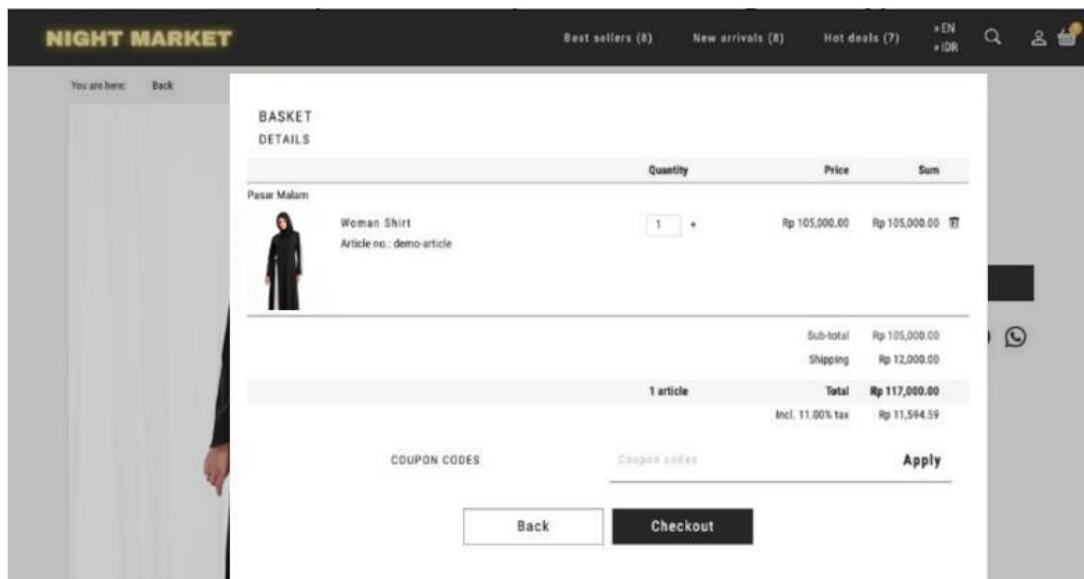 NIGHT MARKET
Best sellers (8) New arrivals (8) Hot deals (7)
» EN
» IDR
You are here: Back
BASKET
DETAILS
Quantity Price Sum
Pasar Malam
Woman Shirt 1 + Rp 105,000.00 Rp 105,000.00
Article no.: demo-article
Sub-total Rp 105,000.00
Shipping Rp 12,000.00
1 article Total Rp 117,000.00
Incl. 11.00% tax Rp 11,594.59
COUPON CODES Coupon codes Apply
Back Checkout